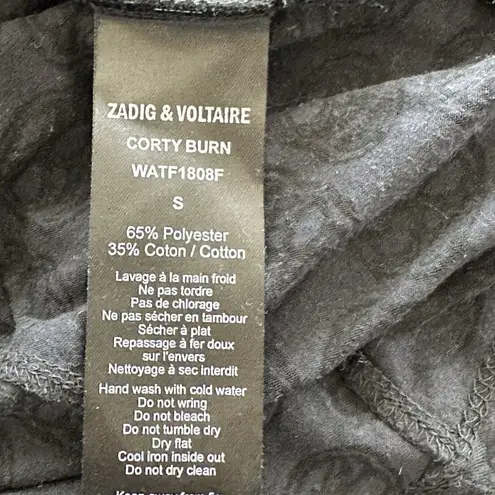 ZADIG & VOLTAIRE
CORTY BURN
WATF1808F
S
65% Polyester
35% Coton / Cotton
Lavage à la main froid
Ne pas tordre
Pas de chlorage
Ne pas sécher en tambour
Sécher à plat
Repassage à fer doux
sur l'envers
Nettoyage à sec interdit
Hand wash with cold water
Do not wring
Do not bleach
Do not tumble dry
Dry flat
Cool iron inside out
Do not dry clean
Keep away from